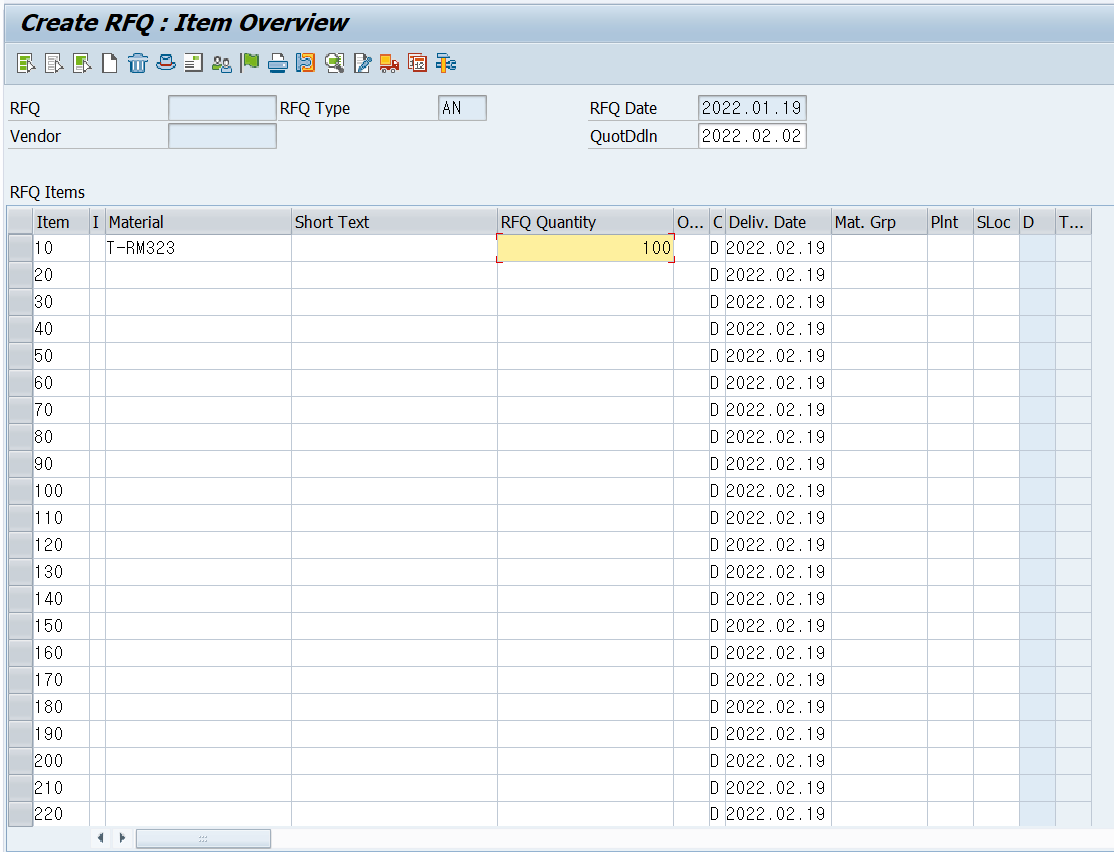 Create RFQ : Item Overview
RFQ RFQ Type AN RFQ Date 2022.01.19
Vendor QuotDdln 2022.02.02
RFQ Items
Item I Material Short Text RFQ Quantity O... C Deliv. Date Mat. Grp Plnt SLoc D T...
10 T-RM323 100 D 2022.02.19
20 D 2022.02.19
30 D 2022.02.19
40 D 2022.02.19
50 D 2022.02.19
60 D 2022.02.19
70 D 2022.02.19
80 D 2022.02.19
90 D 2022.02.19
100 D 2022.02.19
110 D 2022.02.19
120 D 2022.02.19
130 D 2022.02.19
140 D 2022.02.19
150 D 2022.02.19
160 D 2022.02.19
170 D 2022.02.19
180 D 2022.02.19
190 D 2022.02.19
200 D 2022.02.19
210 D 2022.02.19
220 D 2022.02.19